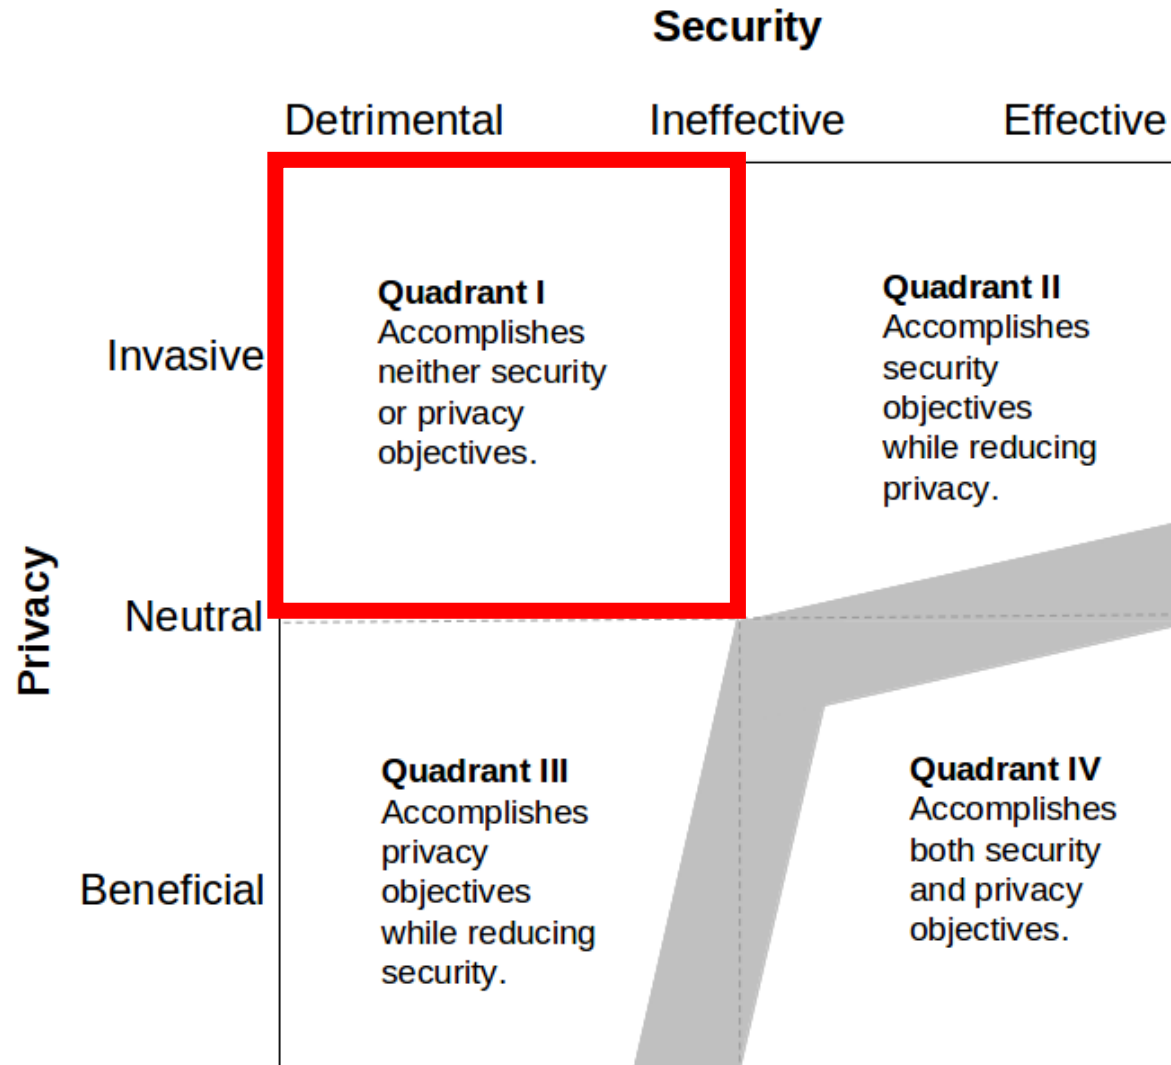 Security
Detrimental
Ineffective
Effective
Quadrant I
Accomplishes
neither security
or privacy
objectives.
Quadrant II
Accomplishes
security
objectives
while reducing
privacy.
Invasive
Privacy
Neutral
Beneficial
Quadrant III
Accomplishes
privacy
objectives
while reducing
security.
Quadrant IV
Accomplishes
both security
and privacy
objectives.